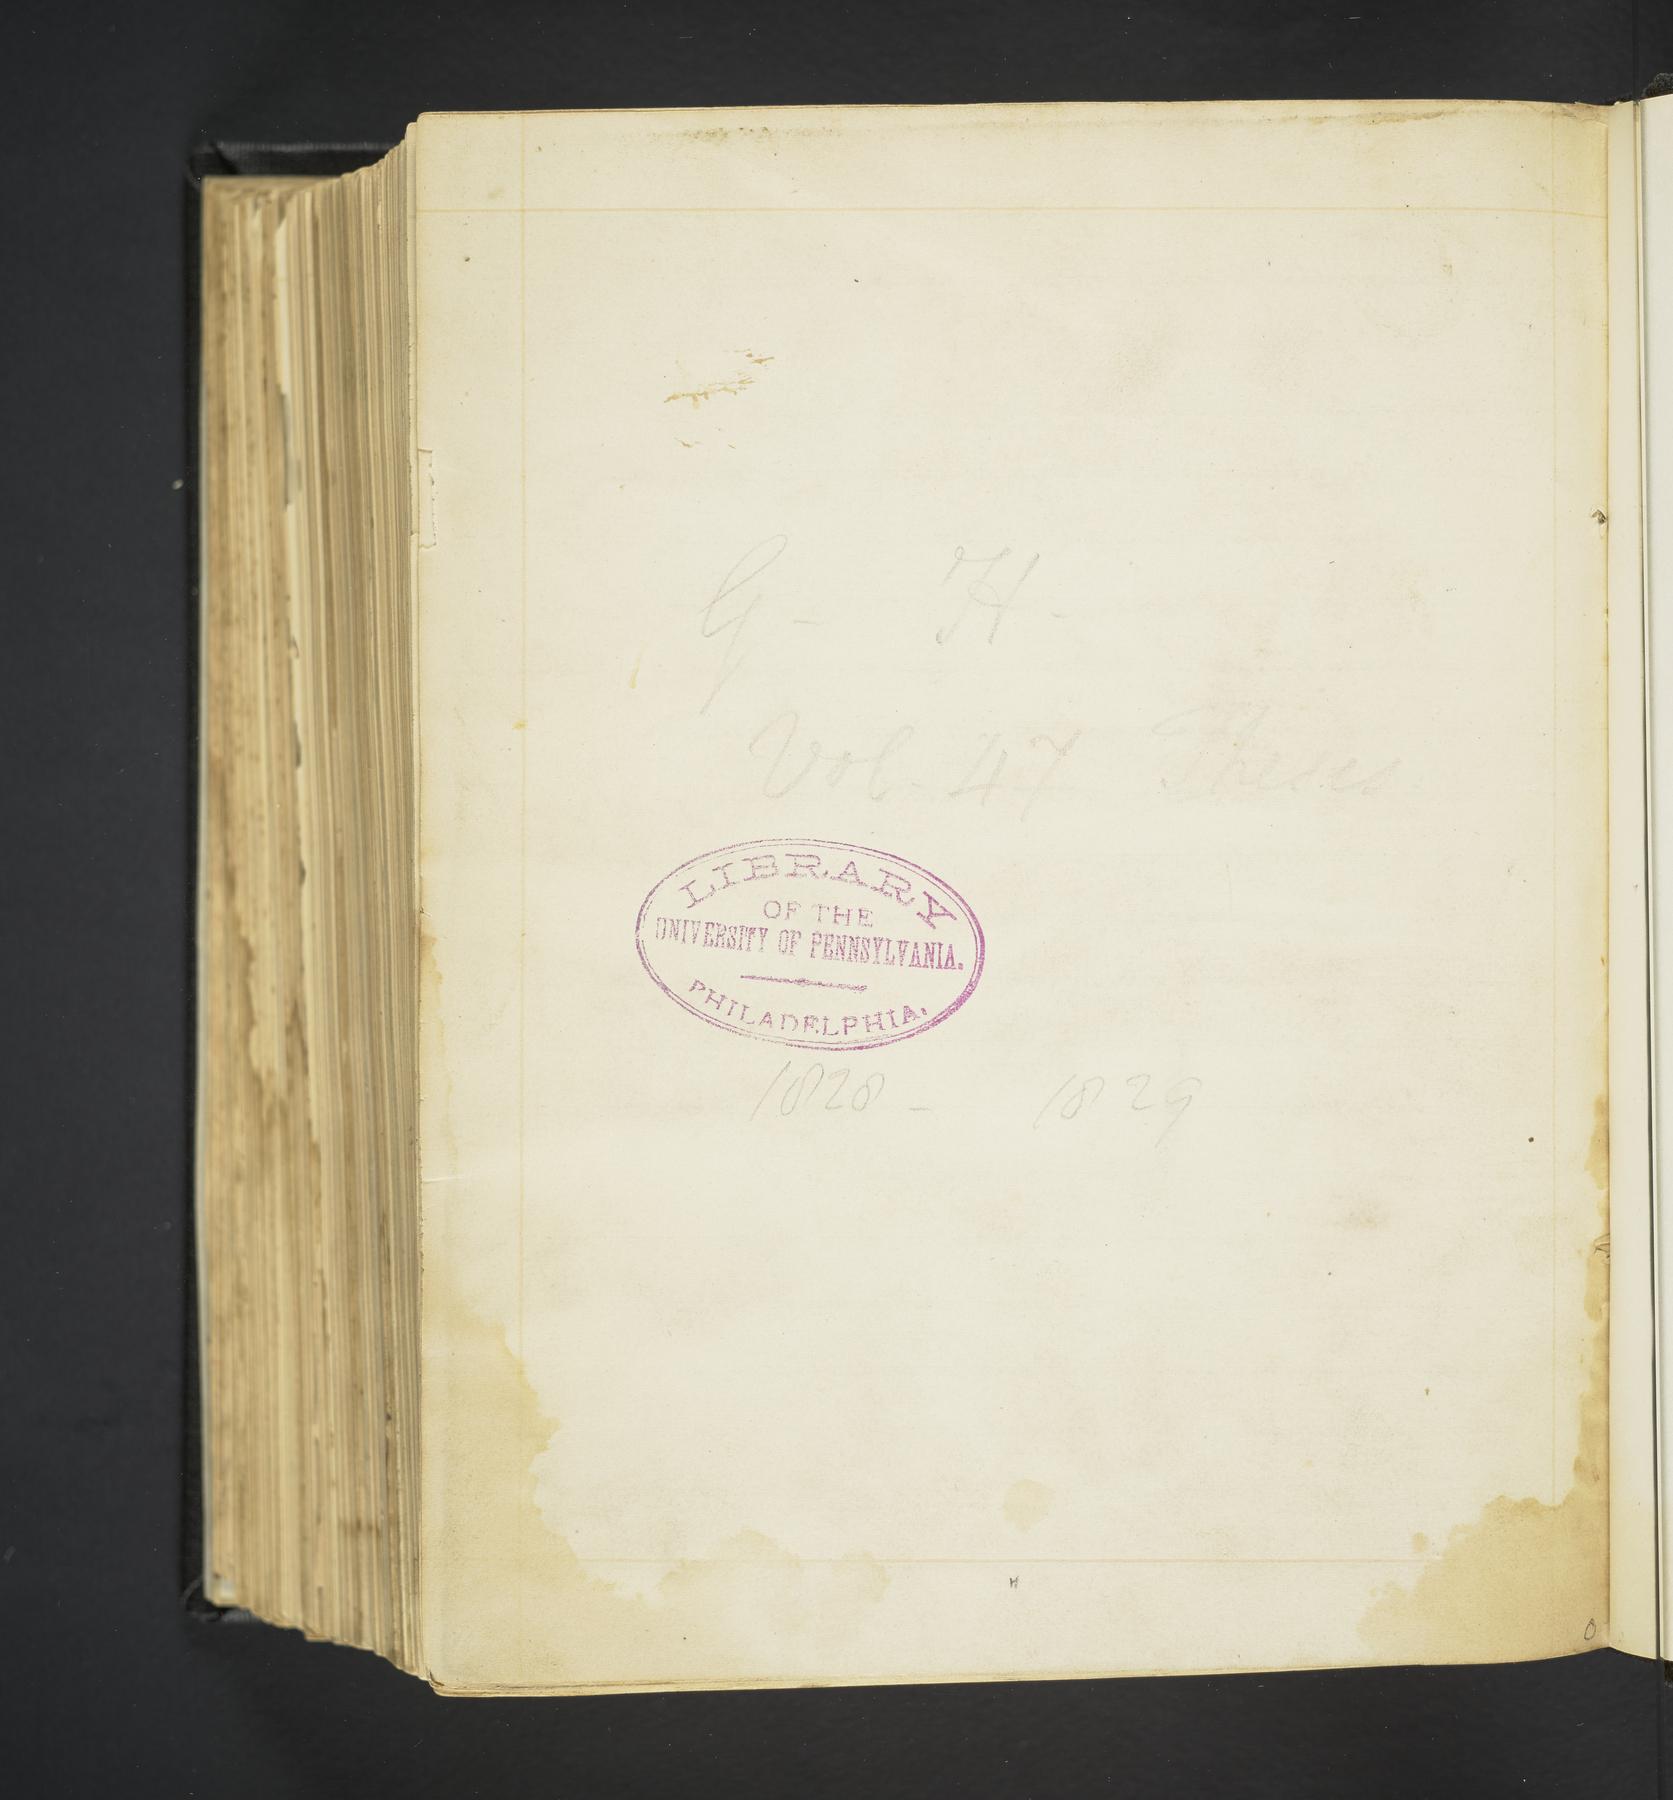 G - H -
Vol. 47 Theses
LIBRARY
OF THE
UNIVERSITY OF PENNSYLVANIA.
PHILADELPHIA.
1828 - 1829